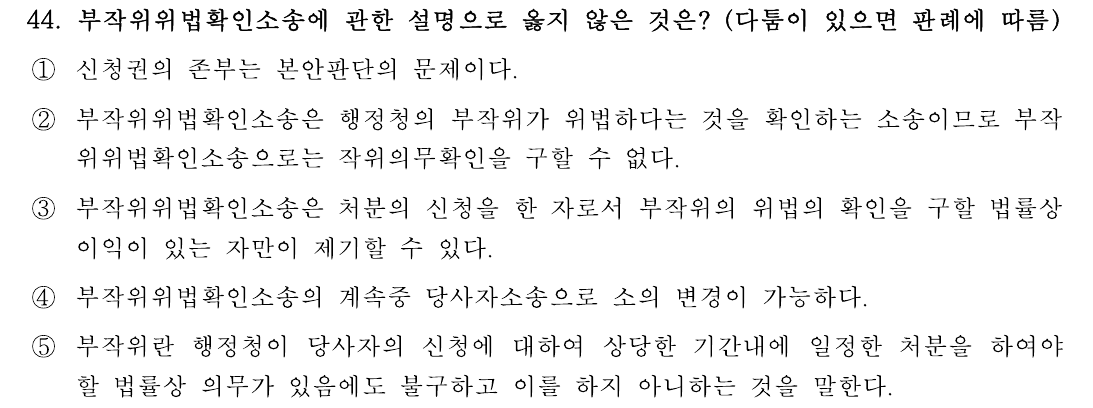 44. 부작위위법확인소송에 관한 설명으로 옳지 않은 것은? (다툼이 있으면 판례에 따름)
① 신청권의 존부는 본안판단의 문제이다.
② 부작위위법확인소송은 행정청의 부작위가 위법하다는 것을 확인하는 소송이므로 부작
위위법확인소송으로는 작위의무확인을 구할 수 없다.
③ 부작위위법확인소송은 처분의 신청을 한 자로서 부작위의 위법의 확인을 구할 법률상
이익이 있는 자만이 제기할 수 있다.
④ 부작위위법확인소송의 계속중 당사자소송으로 소의 변경이 가능하다.
⑤ 부작위란 행정청이 당사자의 신청에 대하여 상당한 기간내에 일정한 처분을 하여야
할 법률상 의무가 있음에도 불구하고 이를 하지 아니하는 것을 말한다.